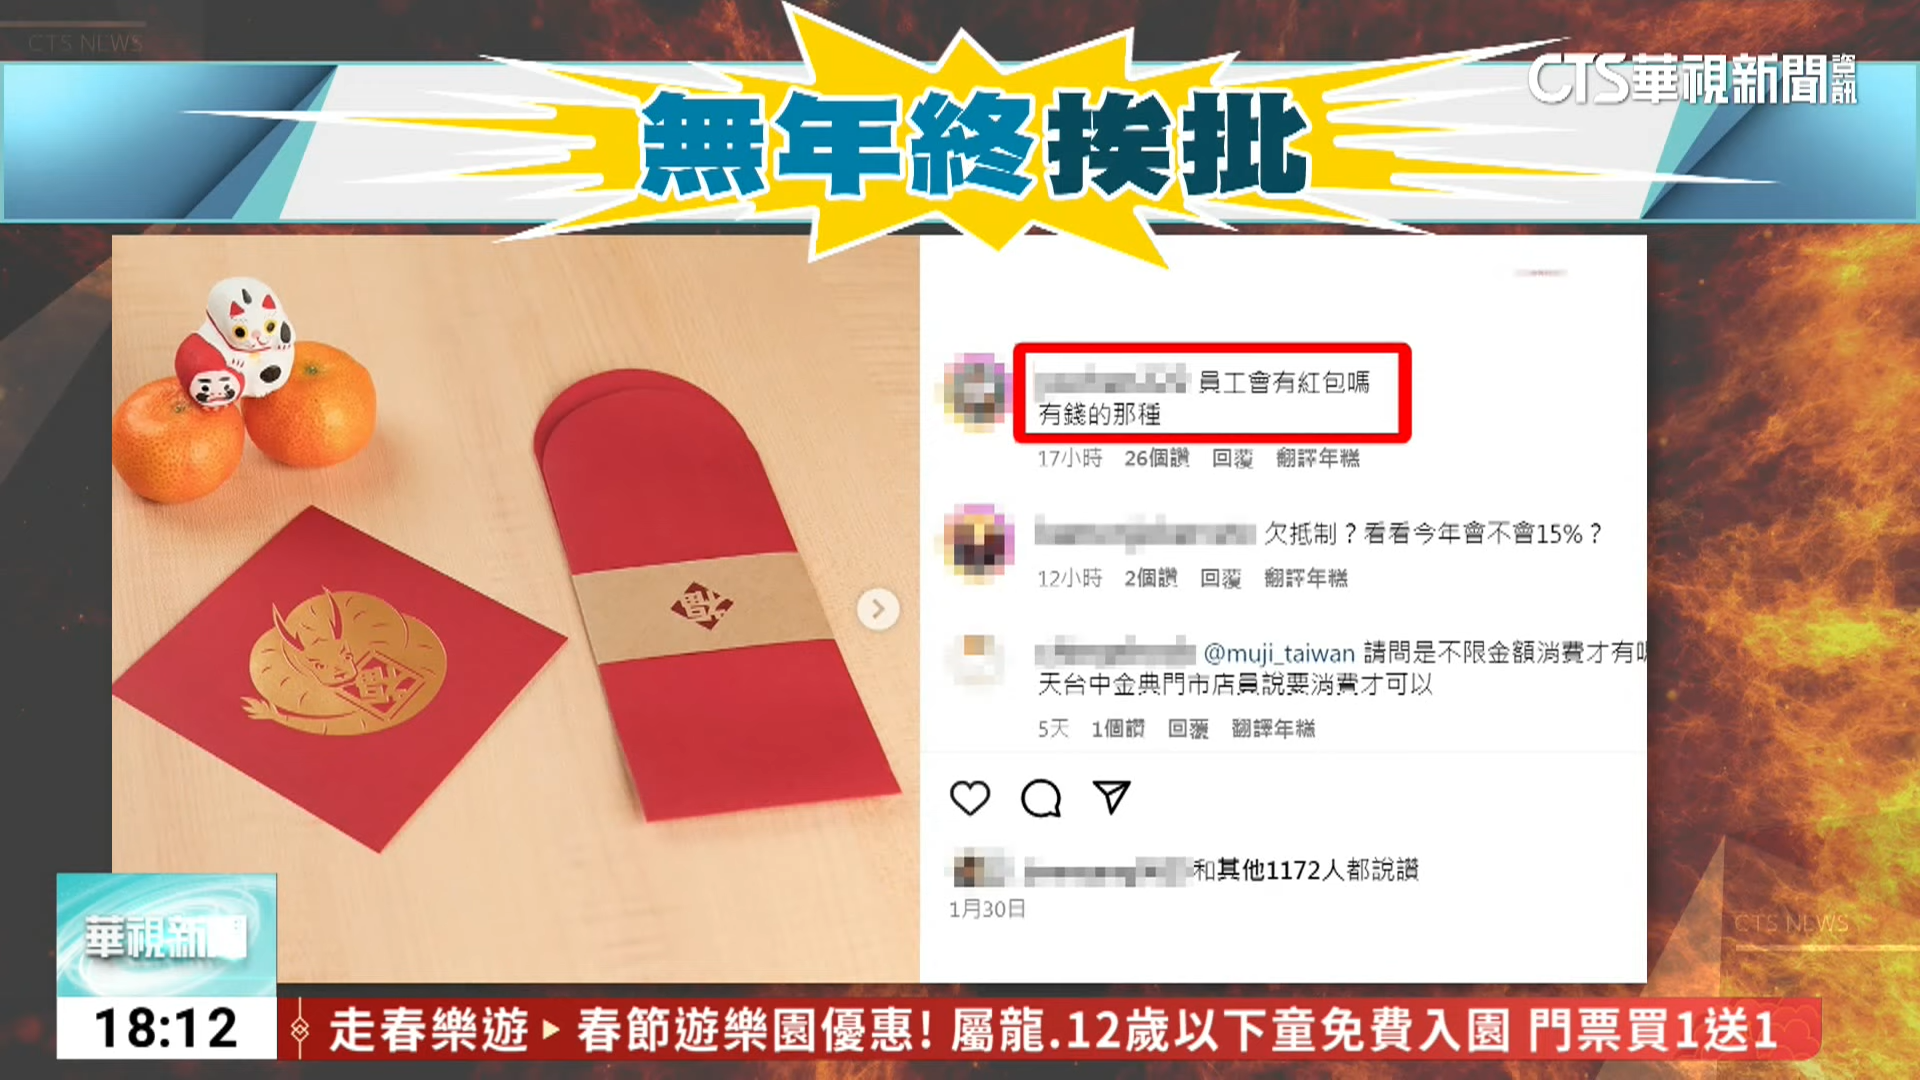 CTS NEWS
CTS華視新聞資訊
無年終挨批
員工會有紅包嗎
有錢的那種
17小時 26個讚 回覆 翻譯年糕
欠抵制？看看今年會不會15%？
12小時 2個讚 回覆 翻譯年糕
@muji_taiwan 請問是不限金額消費才有
天台中金典門市店員說要消費才可以
5天 1個讚 回覆 翻譯年糕
和其他1172人都說讚
1月30日
福
福
CTS NEWS
華視新聞
18:12
走春樂遊▶春節遊樂園優惠! 屬龍.12歲以下童免費入園 門票買1送1